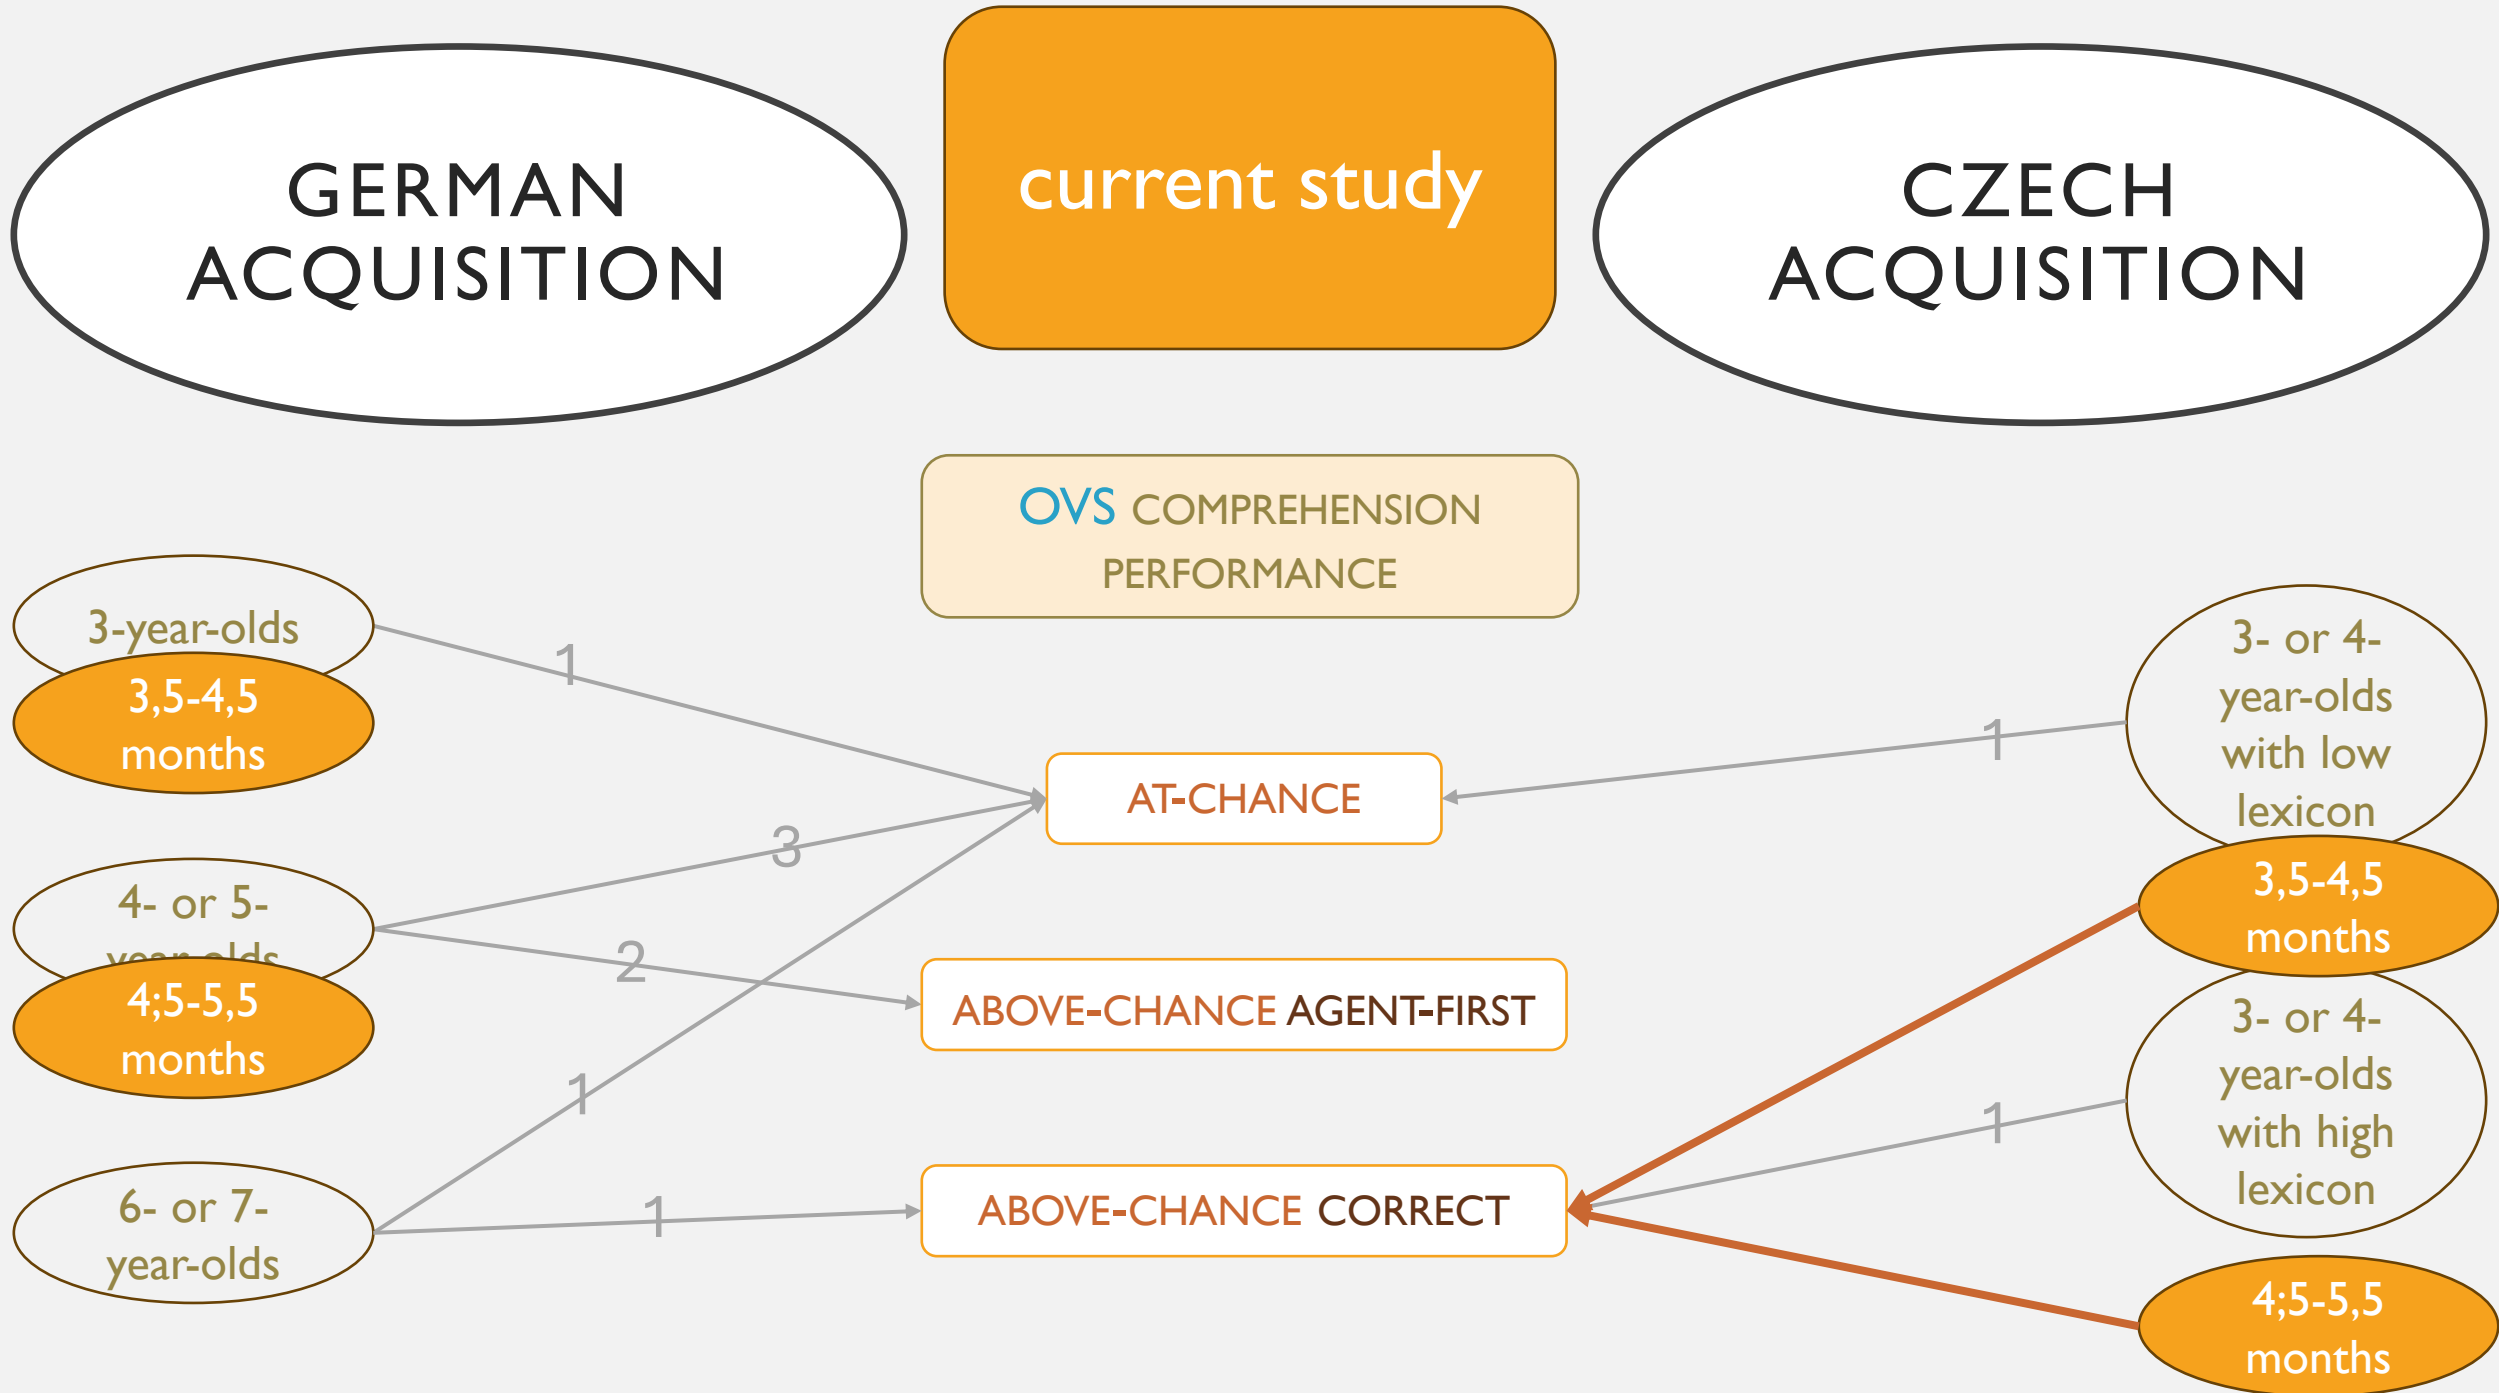 GERMAN
ACQUISITION
current study
CZECH
ACQUISITION
OVS COMPREHENSION
PERFORMANCE
3-year-olds
3,5-4,5
months
4- or 5-
year-olds
4;5-5,5
months
6- or 7-
year-olds
1
3
2
1
1
AT-CHANCE
ABOVE-CHANCE AGENT-FIRST
ABOVE-CHANCE CORRECT
1
1
3- or 4-
year-olds
with low
lexicon
3,5-4,5
months
3- or 4-
year-olds
with high
lexicon
4;5-5,5
months